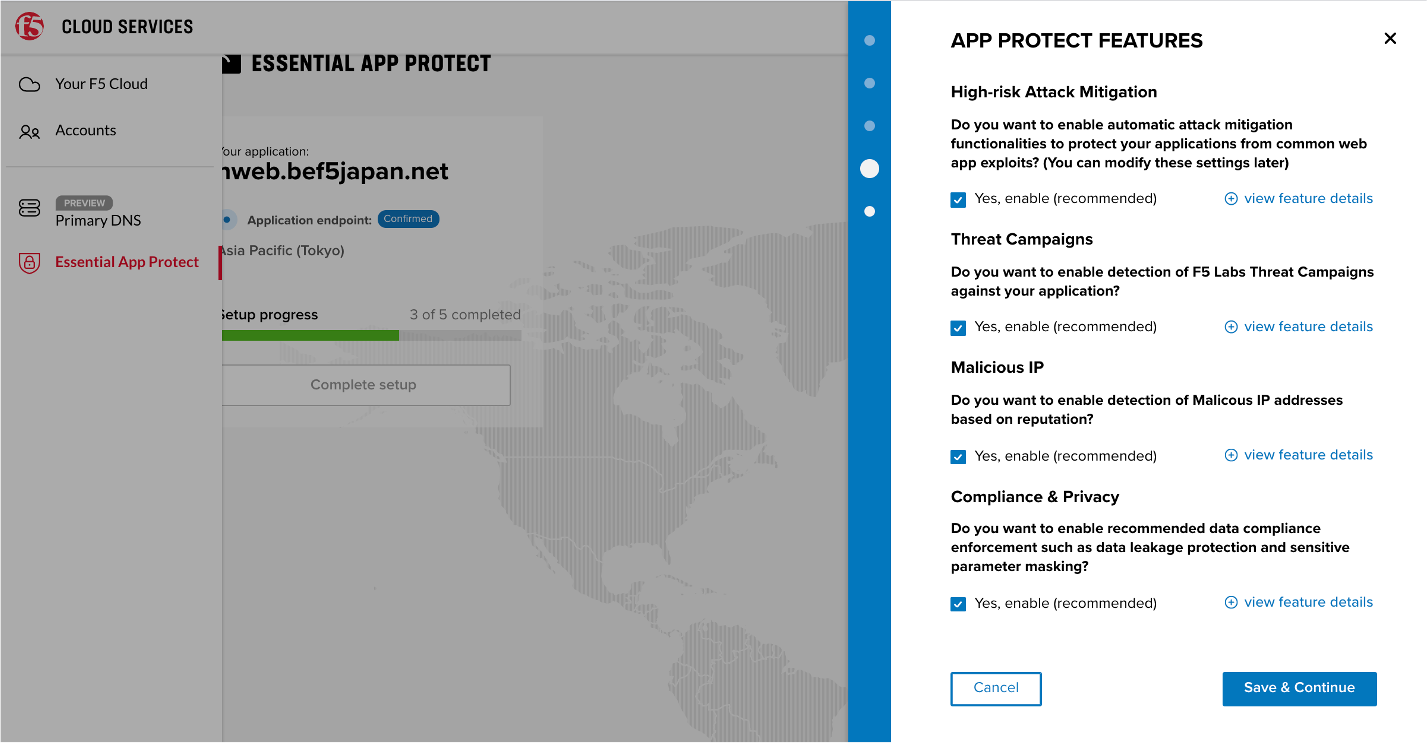 f5 CLOUD SERVICES
Your F5 Cloud
Accounts
PREVIEW
Primary DNS
Essential App Protect
ESSENTIAL APP PROTECT
Your application:
web.bef5japan.net
Application endpoint: Confirmed
Asia Pacific (Tokyo)
Setup progress 3 of 5 completed
Complete setup
APP PROTECT FEATURES
High-risk Attack Mitigation
Do you want to enable automatic attack mitigation
functionalities to protect your applications from common web
app exploits? (You can modify these settings later)
Yes, enable (recommended) view feature details
Threat Campaigns
Do you want to enable detection of F5 Labs Threat Campaigns
against your application?
Yes, enable (recommended) view feature details
Malicious IP
Do you want to enable detection of Malicous IP addresses
based on reputation?
Yes, enable (recommended) view feature details
Compliance & Privacy
Do you want to enable recommended data compliance
enforcement such as data leakage protection and sensitive
parameter masking?
Yes, enable (recommended) view feature details
Cancel Save & Continue